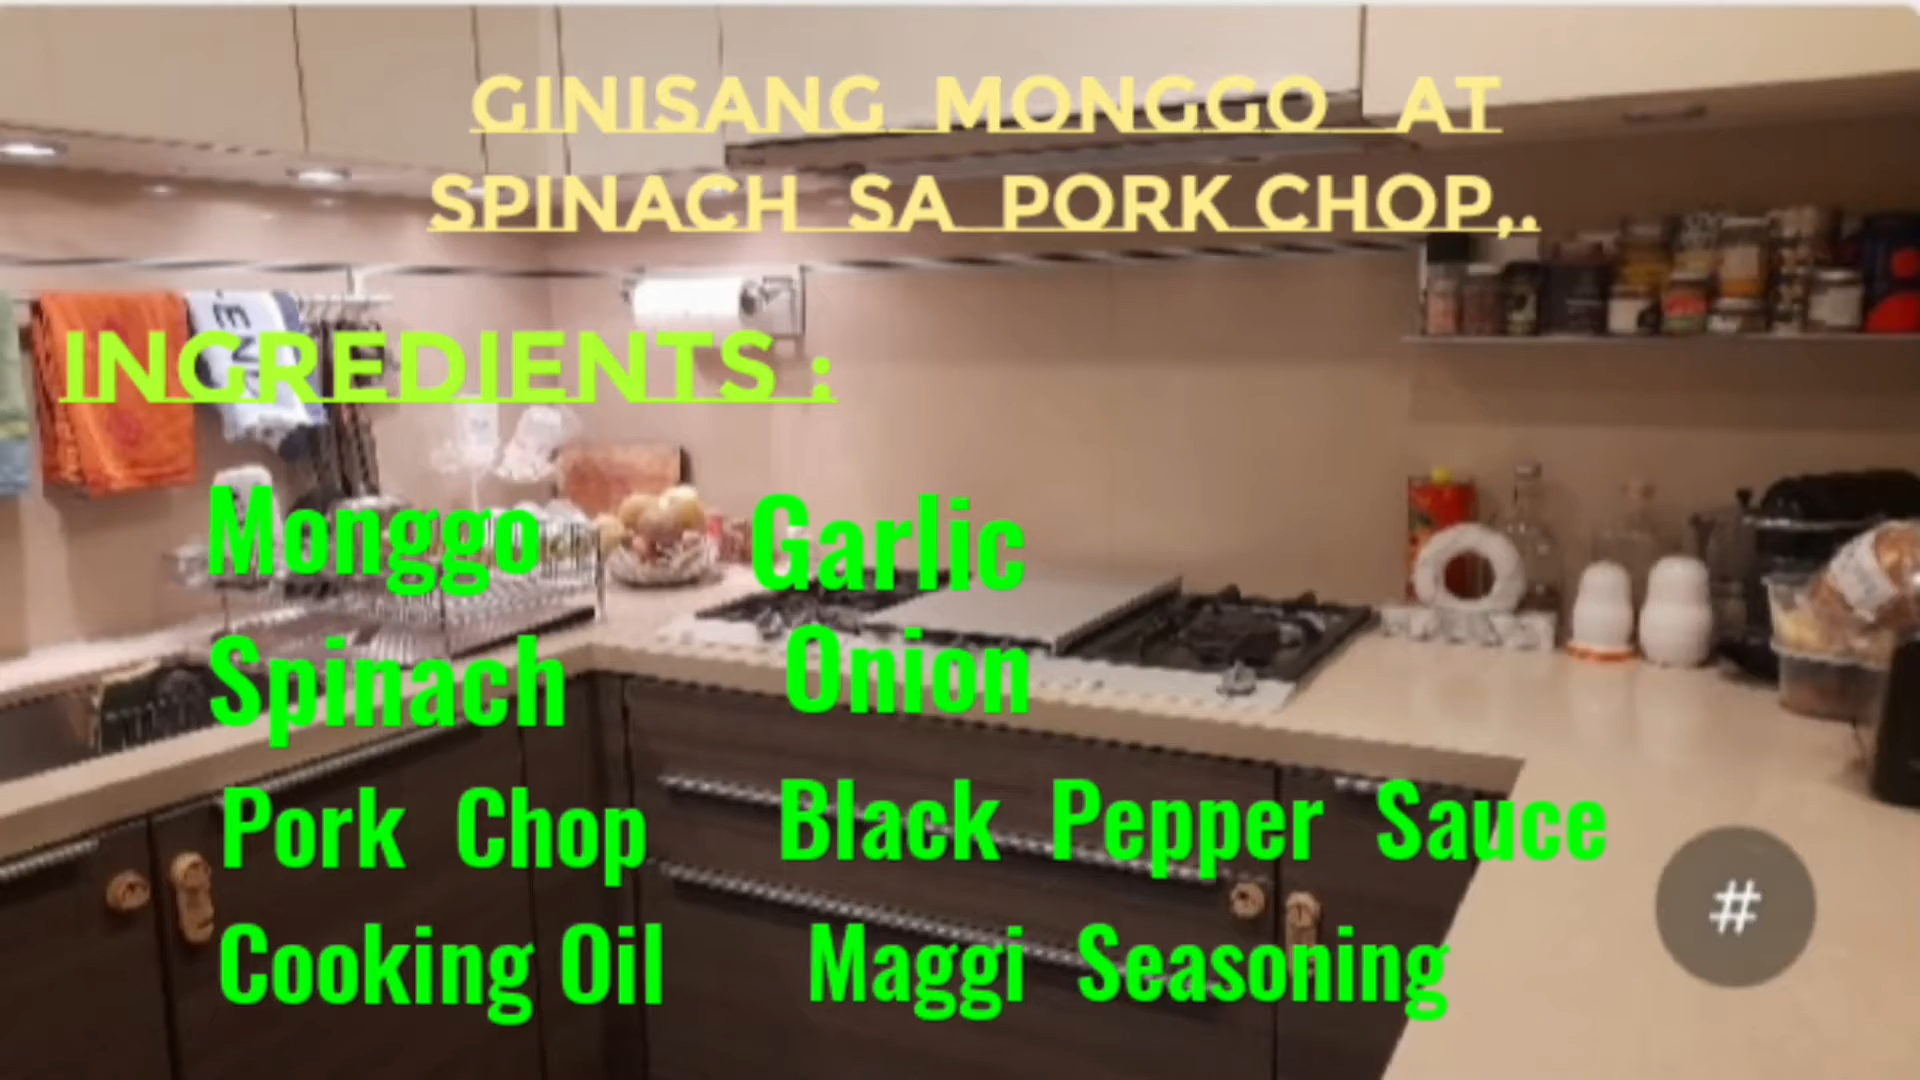 GINISANG MONGGO AT
SPINACH SA PORK CHOP,.
INGREDIENTS :
Monggo
Garlic
Spinach
Onion
Pork Chop
Black Pepper Sauce
Cooking Oil
Maggi Seasoning
#